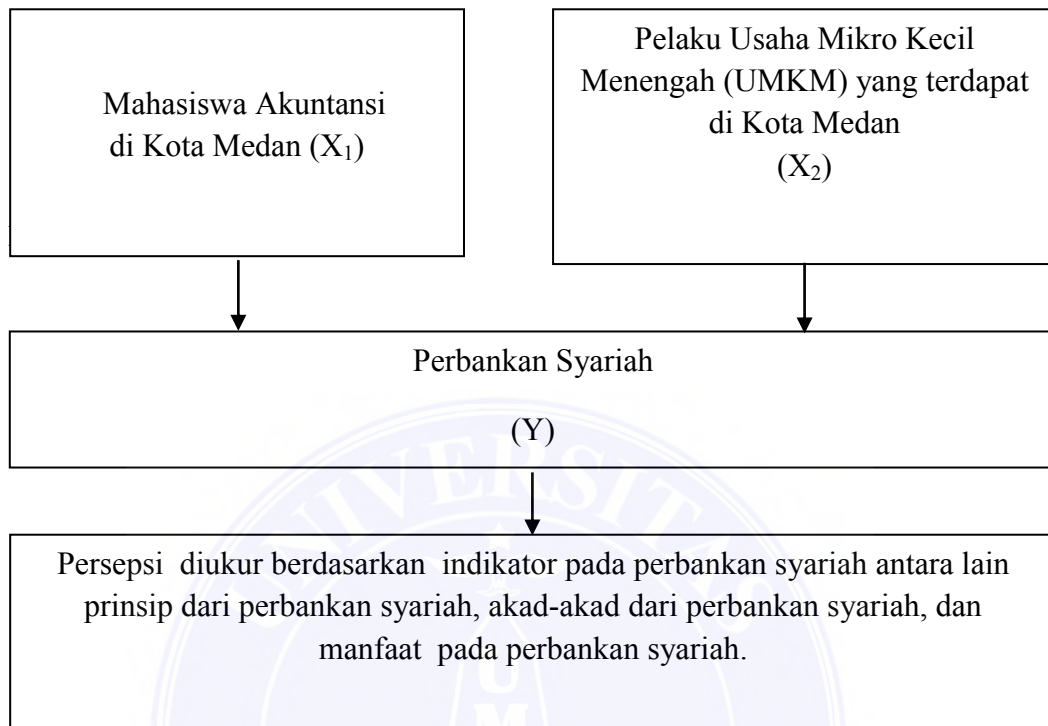 Mahasiswa Akuntansi
di Kota Medan (X₁)
Pelaku Usaha Mikro Kecil
Menengah (UMKM) yang terdapat
di Kota Medan
(X₂)
Perbankan Syariah
(Y)
Persepsi diukur berdasarkan indikator pada perbankan syariah antara lain
prinsip dari perbankan syariah, akad-akad dari perbankan syariah, dan
manfaat pada perbankan syariah.
UNIVERSITAS
U
M